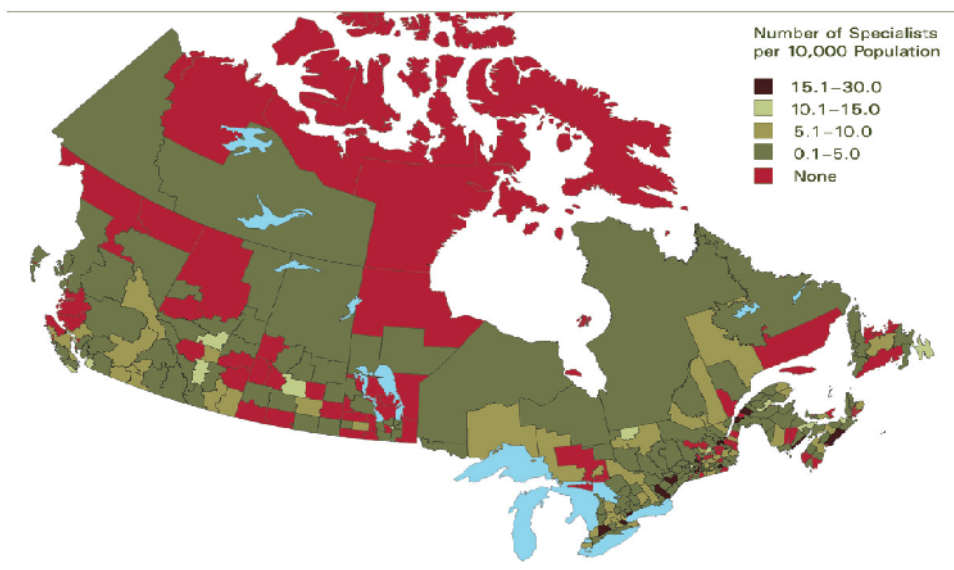 Number of Specialists
per 10,000 Population
15.1–30.0
10.1–15.0
5.1–10.0
0.1–5.0
None